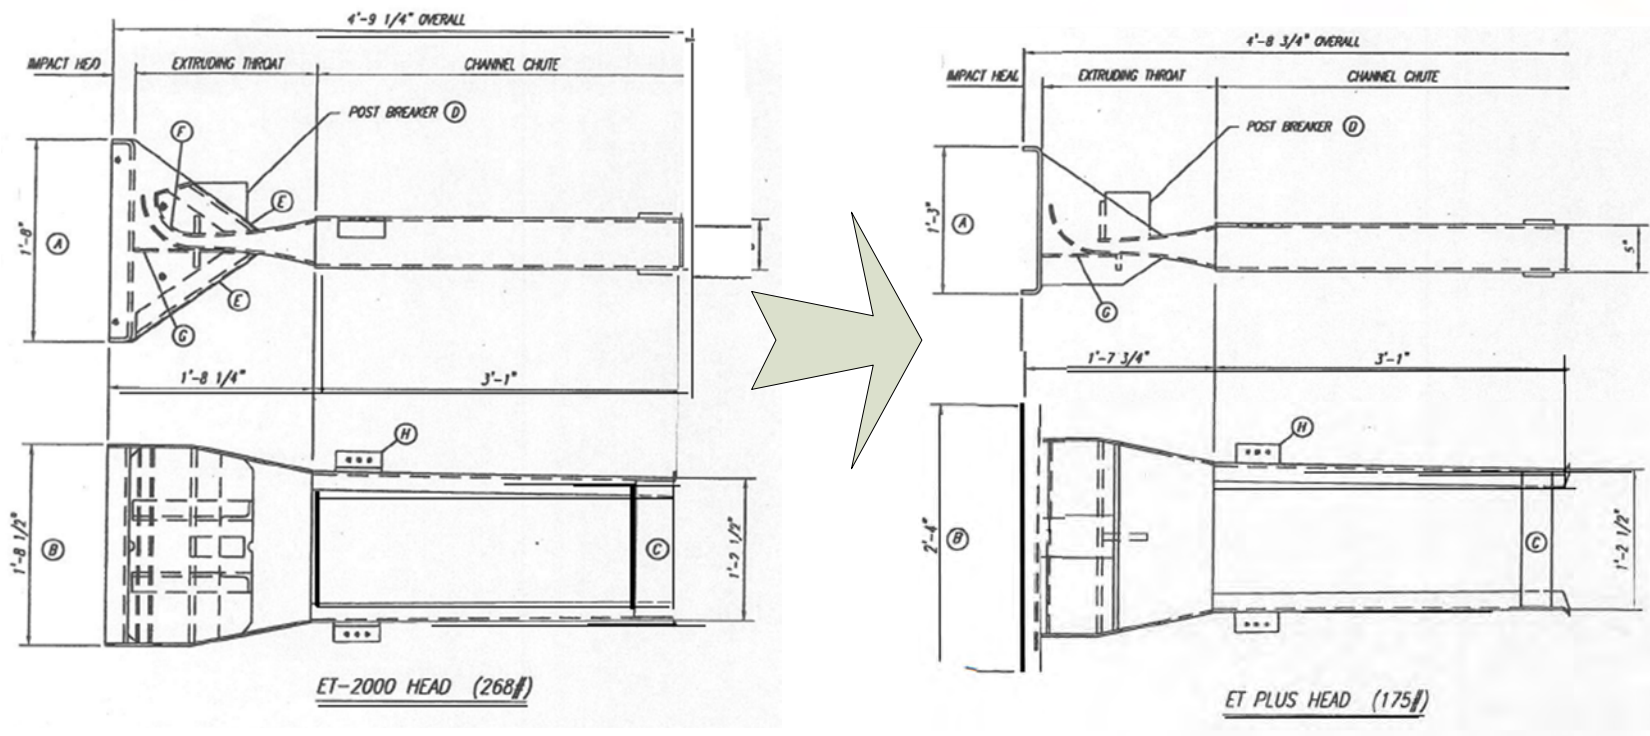 4'-9 1/4" OVERALL
IMPACT HEAD
EXTRUDING THROAT
CHANNEL CHUTE
POST BREAKER D
F
E
1'-8"
A
E
G
1'-8 1/4"
3'-1"
H
1'-8 1/2"
B
C
1'-2 1/2"
ET-2000 HEAD (268#)
4'-8 3/4" OVERALL
IMPACT HEAD
EXTRUDING THROAT
CHANNEL CHUTE
POST BREAKER D
1'-3"
A
5"
G
1'-7 3/4"
3'-1"
H
2'-4"
B
C
1'-2 1/2"
ET PLUS HEAD (175#)